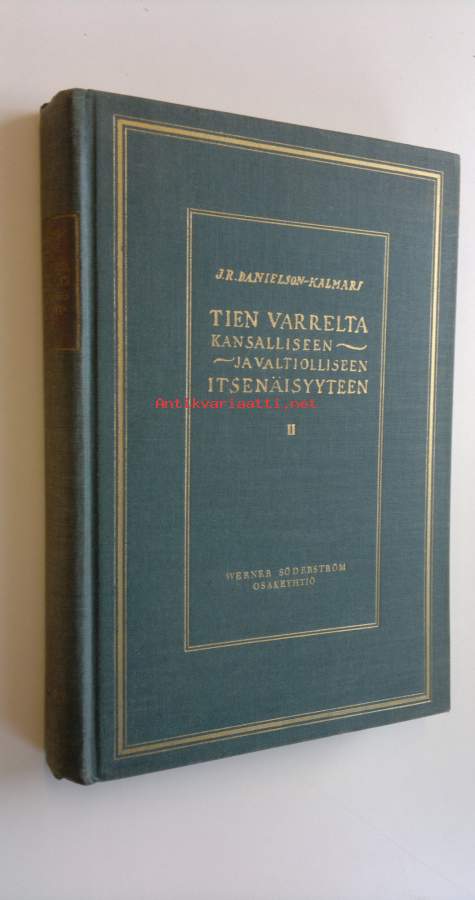 J.R. DANIELSON-KALMARI
TIEN VARRELTA
KANSALLISEEN
JA VALTIOLLISEEN
ITSENÄISYYTEEN
Antikvariaatti.net
II
WERNER SÖDERSTRÖM
OSAKEYHTIÖ